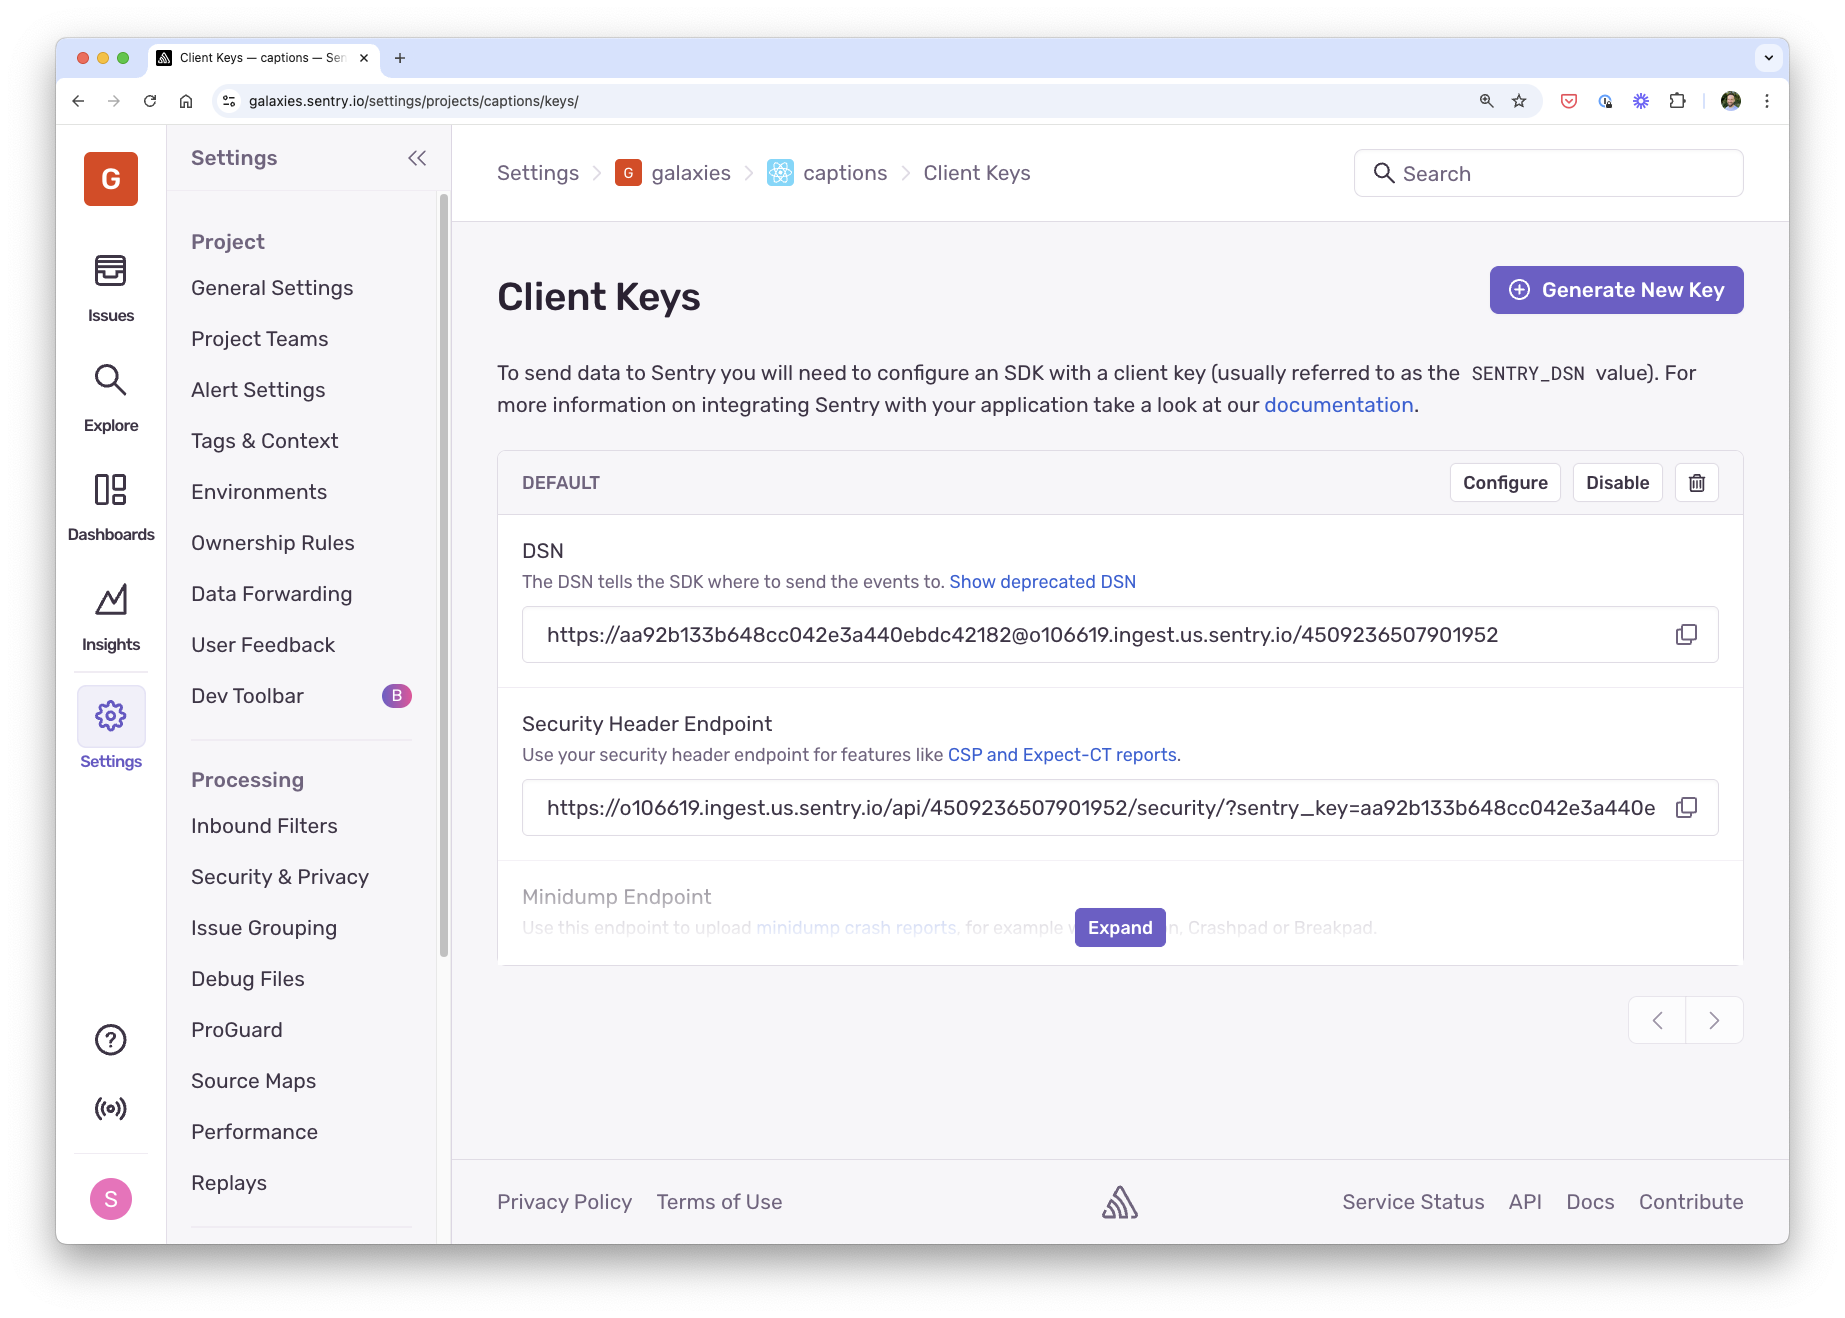 Client Keys — captions — Sen
galaxies.sentry.io/settings/projects/captions/keys/
G
Issues
Explore
Dashboards
Insights
Settings
S
Settings
Project
General Settings
Project Teams
Alert Settings
Tags & Context
Environments
Ownership Rules
Data Forwarding
User Feedback
Dev Toolbar B
Processing
Inbound Filters
Security & Privacy
Issue Grouping
Debug Files
ProGuard
Source Maps
Performance
Replays
Settings G galaxies captions Client Keys
Search
Client Keys
Generate New Key
To send data to Sentry you will need to configure an SDK with a client key (usually referred to as the SENTRY_DSN value). For
more information on integrating Sentry with your application take a look at our documentation.
DEFAULT
Configure Disable
DSN
The DSN tells the SDK where to send the events to. Show deprecated DSN
https://aa92b133b648cc042e3a440ebdc42182@o106619.ingest.us.sentry.io/4509236507901952
Security Header Endpoint
Use your security header endpoint for features like CSP and Expect-CT reports.
https://o106619.ingest.us.sentry.io/api/4509236507901952/security/?sentry_key=aa92b133b648cc042e3a440e
Minidump Endpoint
Use this endpoint to upload minidump crash reports, for example
Expand
Crashpad or Breakpad.
Privacy Policy Terms of Use
Service Status API Docs Contribute